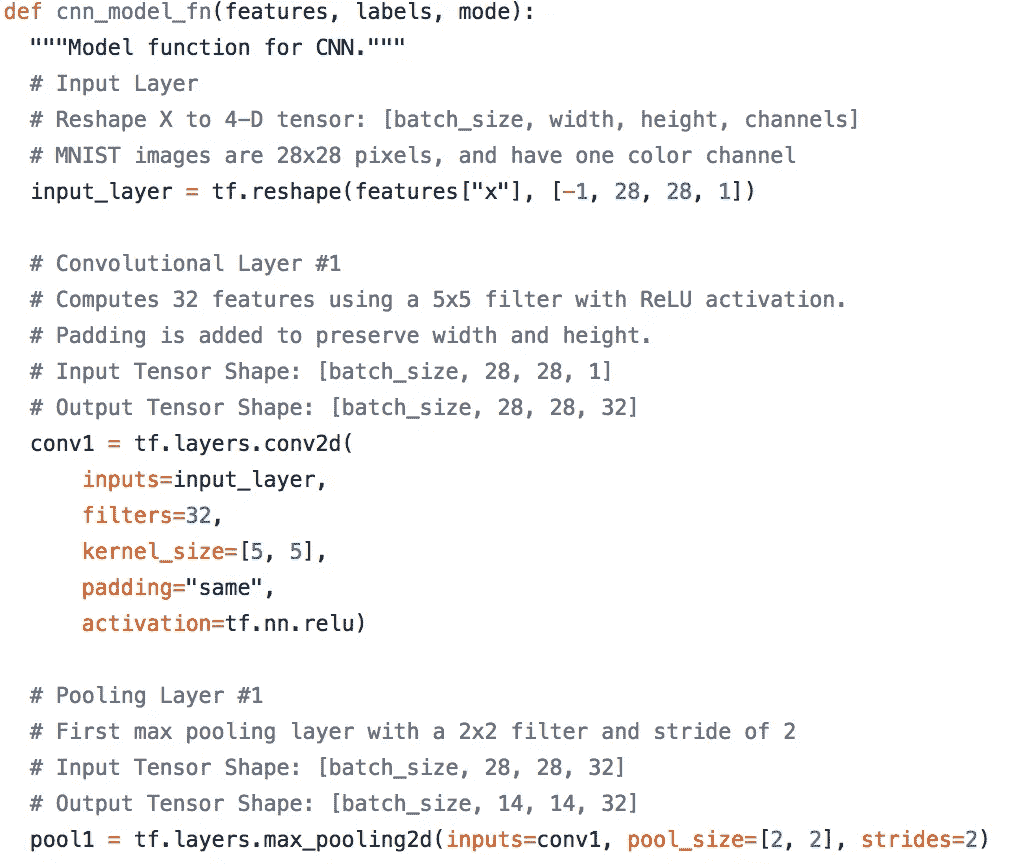 def cnn_model_fn(features, labels, mode):
  """Model function for CNN."""
  # Input Layer
  # Reshape X to 4-D tensor: [batch_size, width, height, channels]
  # MNIST images are 28x28 pixels, and have one color channel
  input_layer = tf.reshape(features["x"], [-1, 28, 28, 1])

  # Convolutional Layer #1
  # Computes 32 features using a 5x5 filter with ReLU activation.
  # Padding is added to preserve width and height.
  # Input Tensor Shape: [batch_size, 28, 28, 1]
  # Output Tensor Shape: [batch_size, 28, 28, 32]
  conv1 = tf.layers.conv2d(
      inputs=input_layer,
      filters=32,
      kernel_size=[5, 5],
      padding="same",
      activation=tf.nn.relu)

  # Pooling Layer #1
  # First max pooling layer with a 2x2 filter and stride of 2
  # Input Tensor Shape: [batch_size, 28, 28, 32]
  # Output Tensor Shape: [batch_size, 14, 14, 32]
  pool1 = tf.layers.max_pooling2d(inputs=conv1, pool_size=[2, 2], strides=2)